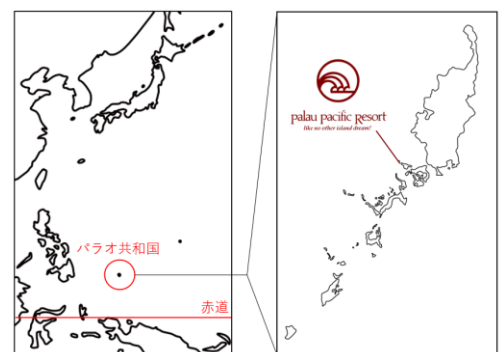 パラオ共和国
赤道
palau pacific Resort
like no other island dream!